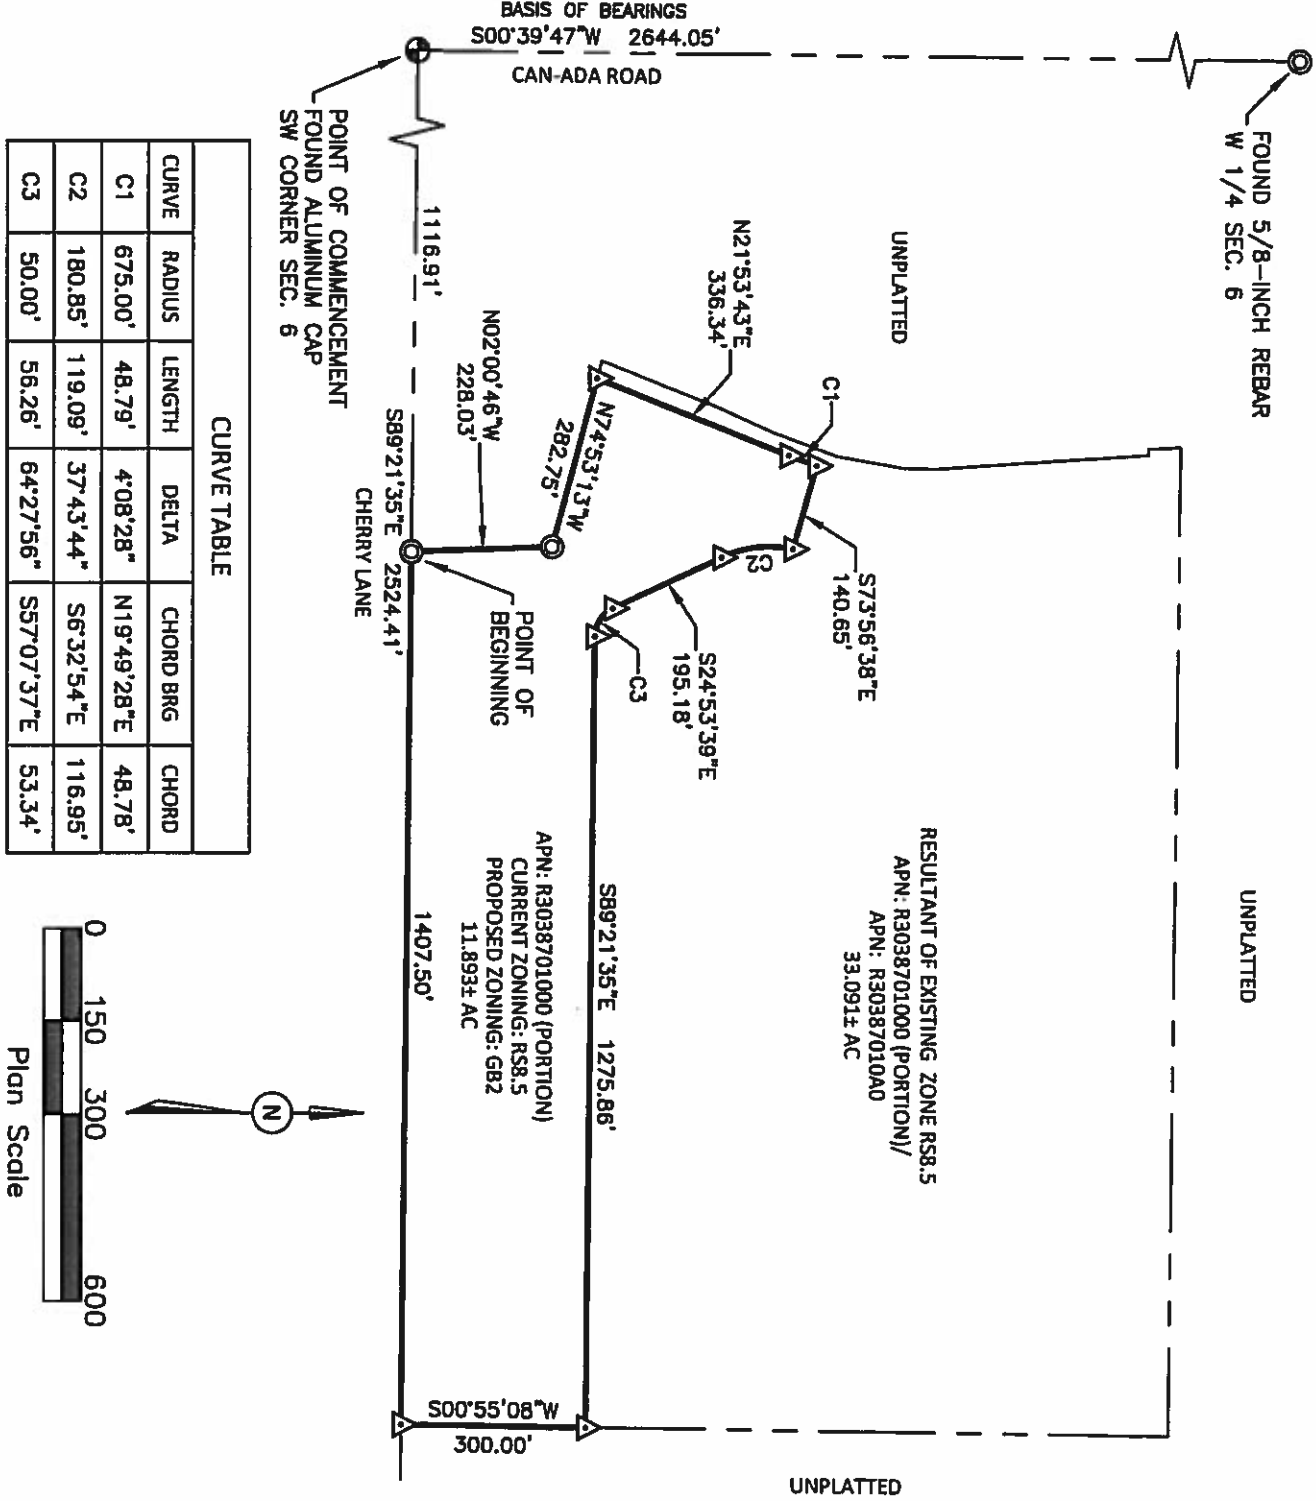 BASIS OF BEARINGS
S00°39'47"W 2644.05'
CAN-ADA ROAD
FOUND 5/8-INCH REBAR
W 1/4 SEC. 6
POINT OF COMMENCEMENT
FOUND ALUMINUM CAP
SW CORNER SEC. 6
1116.91'
UNPLATTED
N21°53'43"E
336.34'
C1
N02°00'46"W
228.03'
N74°53'13"W
282.75'
S89°21'35"E 2524.41'
CHERRY LANE
POINT OF
BEGINNING
S73°56'38"E
140.65'
C2
S24°53'39"E
195.18'
C3
UNPLATTED
RESULTANT OF EXISTING ZONE RS8.5
APN: R3038701000 (PORTION)/
APN: R30387010A0
33.091± AC
S89°21'35"E 1275.86'
APN: R3038701000 (PORTION)
CURRENT ZONING: RS8.5
PROPOSED ZONING: GB2
11.893± AC
1407.50'
S00°55'08"W
300.00'
UNPLATTED
CURVE TABLE
CURVE RADIUS LENGTH DELTA CHORD BRG CHORD
C1 675.00' 48.79' 4°08'28" N19°49'28"E 48.78'
C2 180.85' 119.09' 37°43'44" S6°32'54"E 116.95'
C3 50.00' 56.26' 64°27'56" S57°07'37"E 53.34'
N
0 150 300 600
Plan Scale